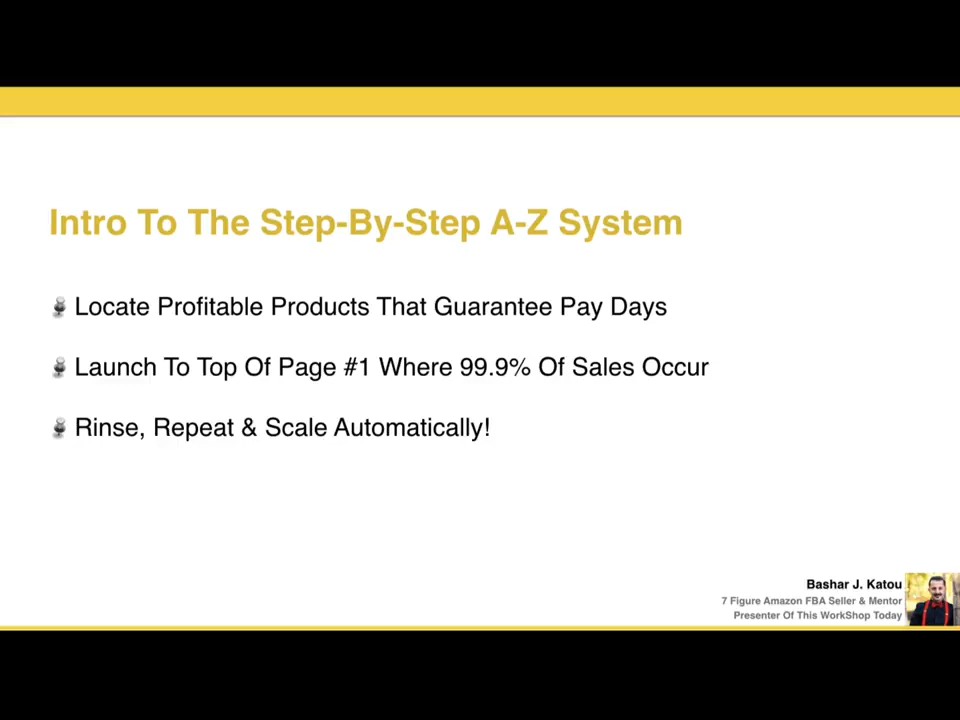 Intro To The Step-By-Step A-Z System
Locate Profitable Products That Guarantee Pay Days
Launch To Top Of Page #1 Where 99.9% Of Sales Occur
Rinse, Repeat & Scale Automatically!
Bashar J. Katou
7 Figure Amazon FBA Seller & Mentor
Presenter Of This WorkShop Today